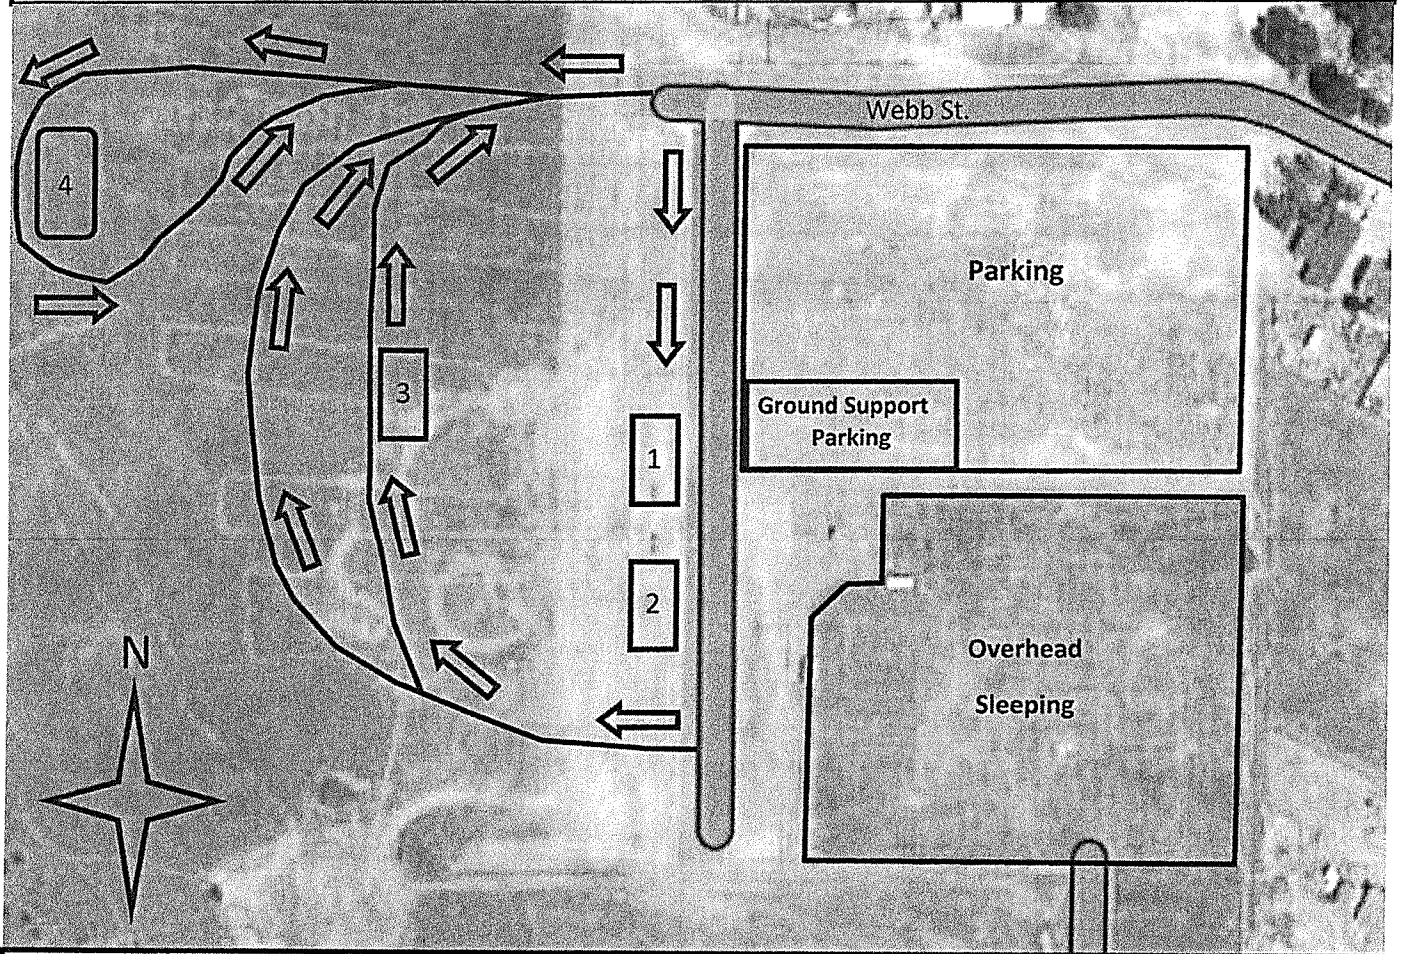 Webb St.
4
Parking
3
Ground Support
Parking
1
2
N
Overhead
Sleeping